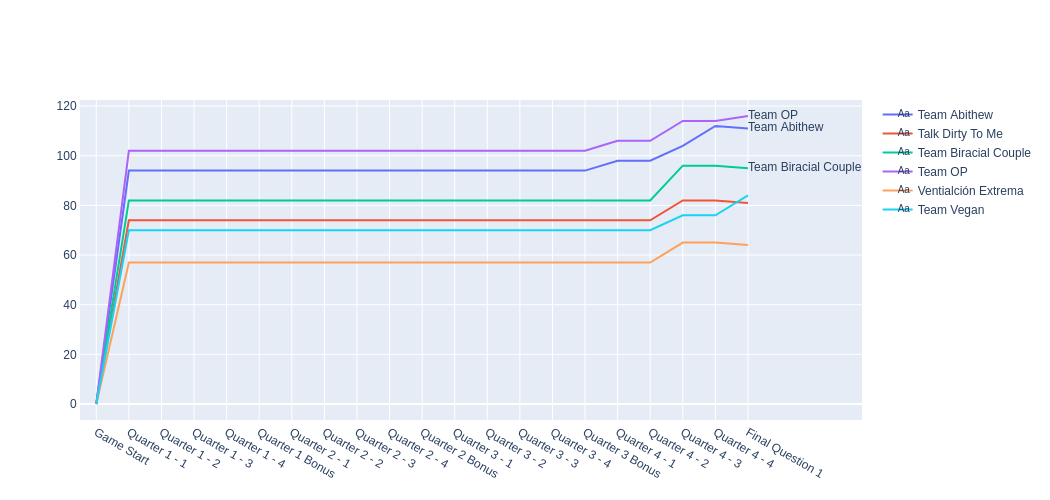 120
100
80
60
40
20
0
Team OP
Team Abithew
Team Biracial Couple
Aa Team Abithew
Aa Talk Dirty To Me
Aa Team Biracial Couple
Aa Team OP
Aa Ventialción Extrema
Aa Team Vegan
Game Start
Quarter 1 - 1
Quarter 1 - 2
Quarter 1 - 3
Quarter 1 - 4
Quarter 1 Bonus
Quarter 2 - 1
Quarter 2 - 2
Quarter 2 - 3
Quarter 2 - 4
Quarter 2 Bonus
Quarter 3 - 1
Quarter 3 - 2
Quarter 3 - 3
Quarter 3 - 4
Quarter 3 Bonus
Quarter 4 - 1
Quarter 4 - 2
Quarter 4 - 3
Quarter 4 - 4
Final Question 1